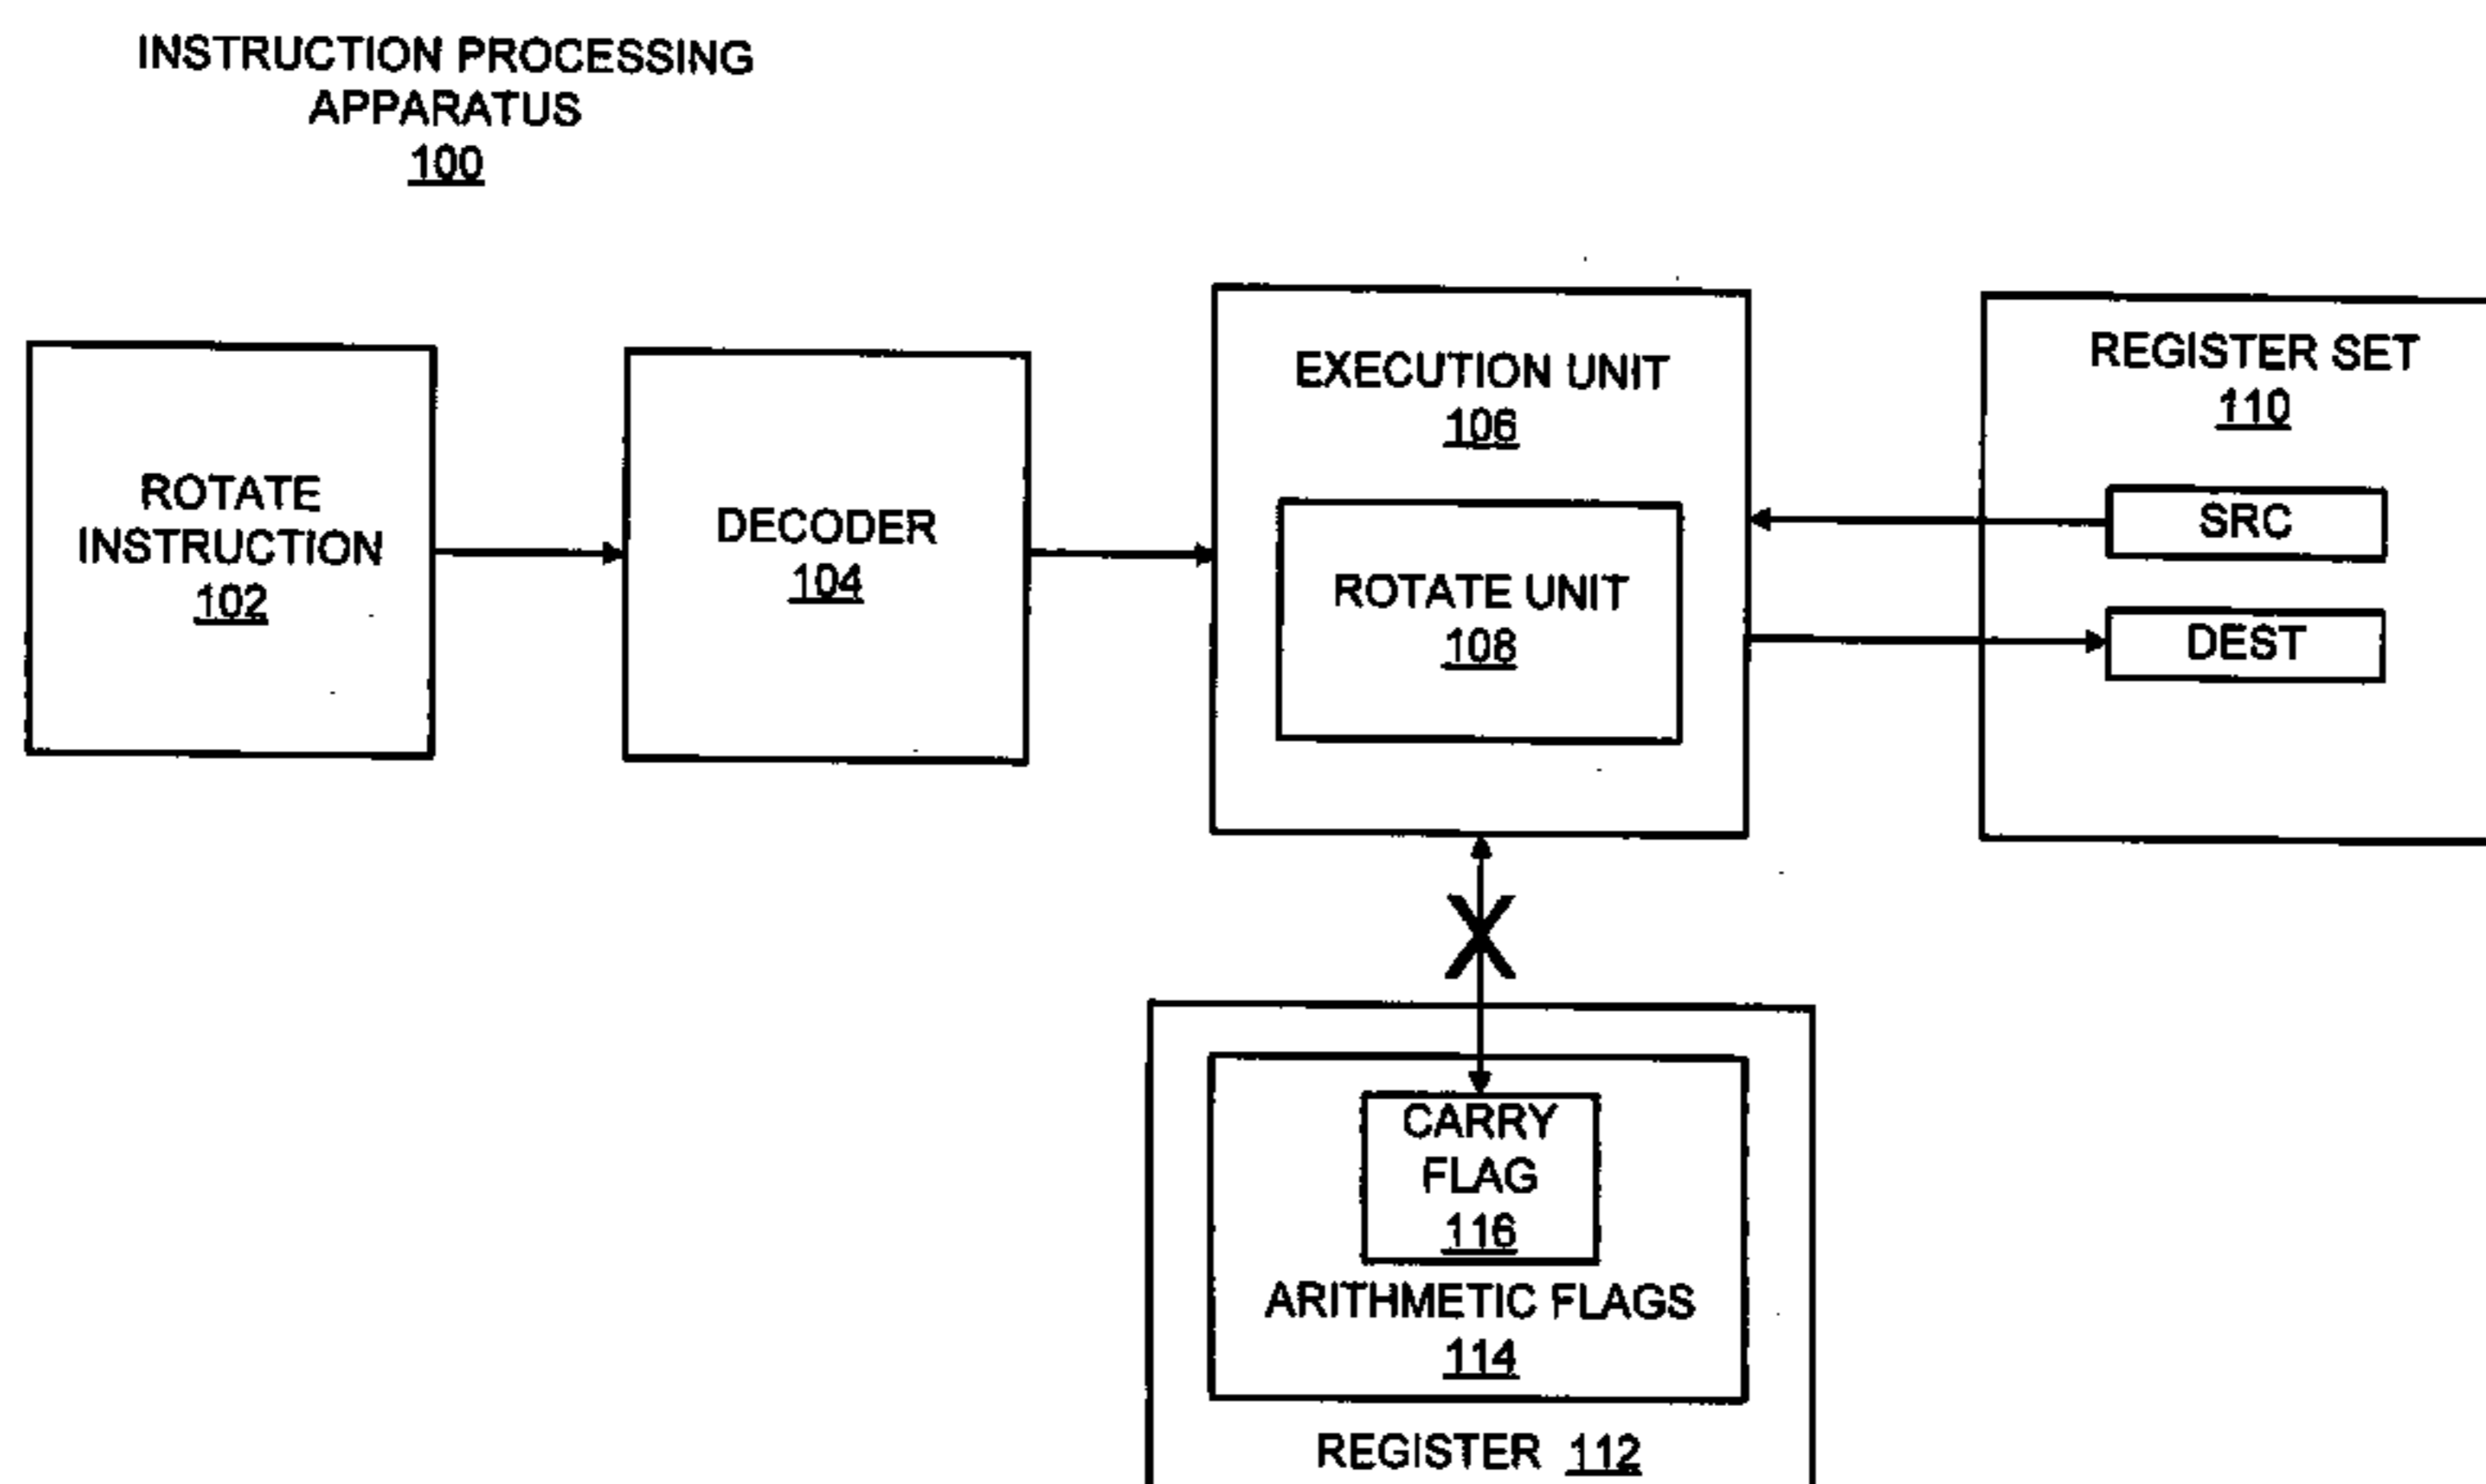 INSTRUCTION PROCESSING
APPARATUS
100
ROTATE
INSTRUCTION
102
DECODER
104
EXECUTION UNIT
106
ROTATE UNIT
108
REGISTER SET
110
SRC
DEST
X
CARRY
FLAG
116
ARITHMETIC FLAGS
114
REGISTER 112